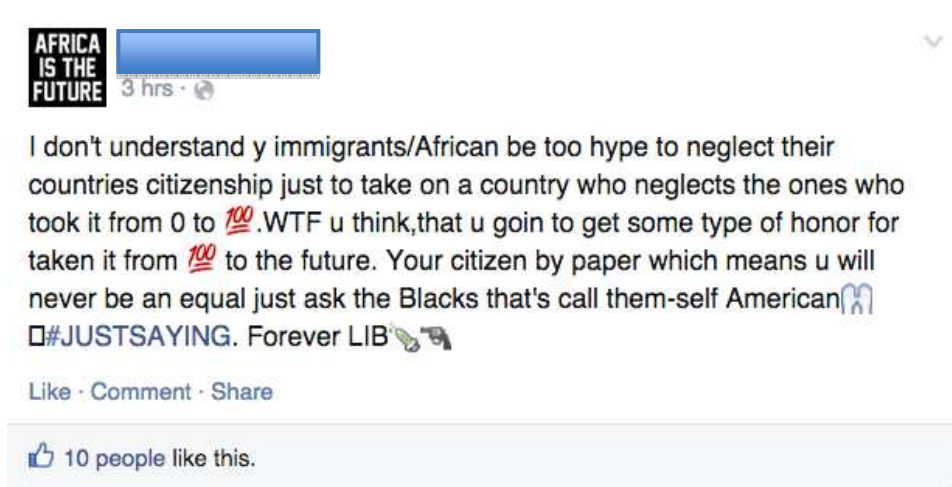 AFRICA
IS THE
FUTURE
3 hrs ·
I don't understand y immigrants/African be too hype to neglect their
countries citizenship just to take on a country who neglects the ones who
took it from 0 to 💯.WTF u think,that u goin to get some type of honor for
taken it from 💯 to the future. Your citizen by paper which means u will
never be an equal just ask the Blacks that's call them-self American
#JUSTSAYING. Forever LIB
Like · Comment · Share
10 people like this.